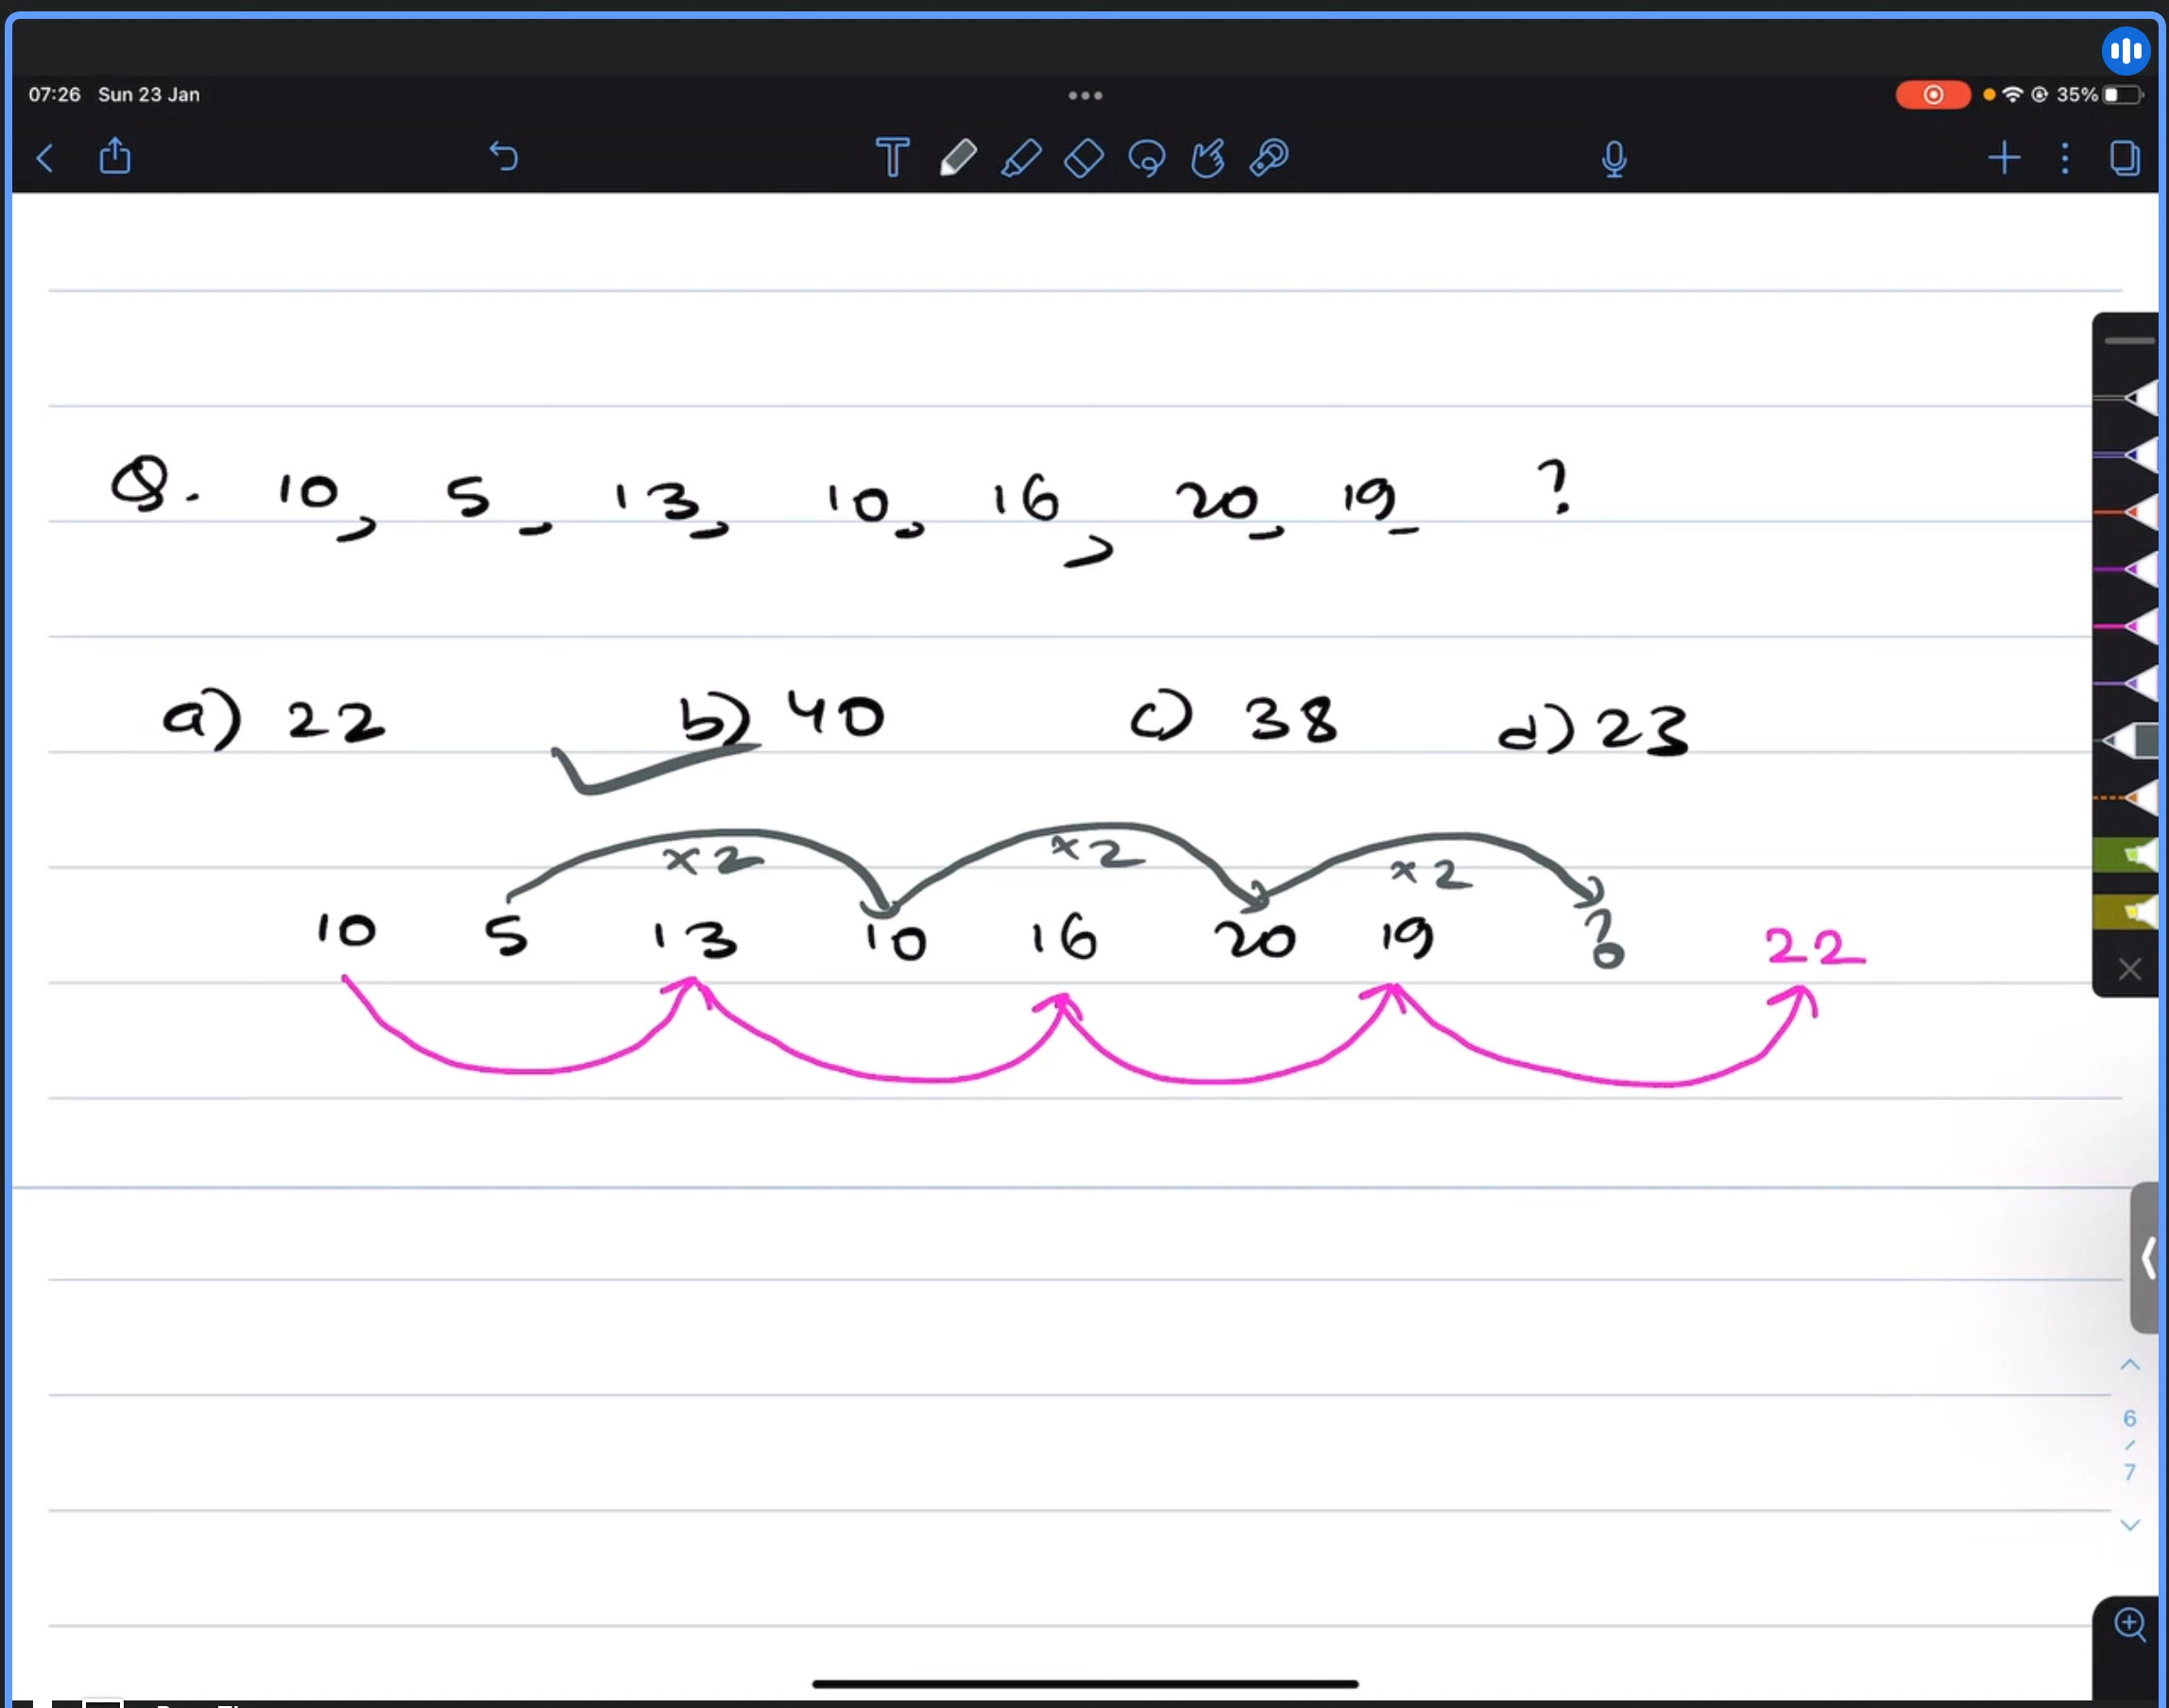 07:26 Sun 23 Jan
35%
Q. 10, 5, 13, 10, 16, 20, 19, ?
a) 22 b) 40 c) 38 d) 23
×2 ×2 ×2
10 5 13 10 16 20 19 ? 22
6
/
7